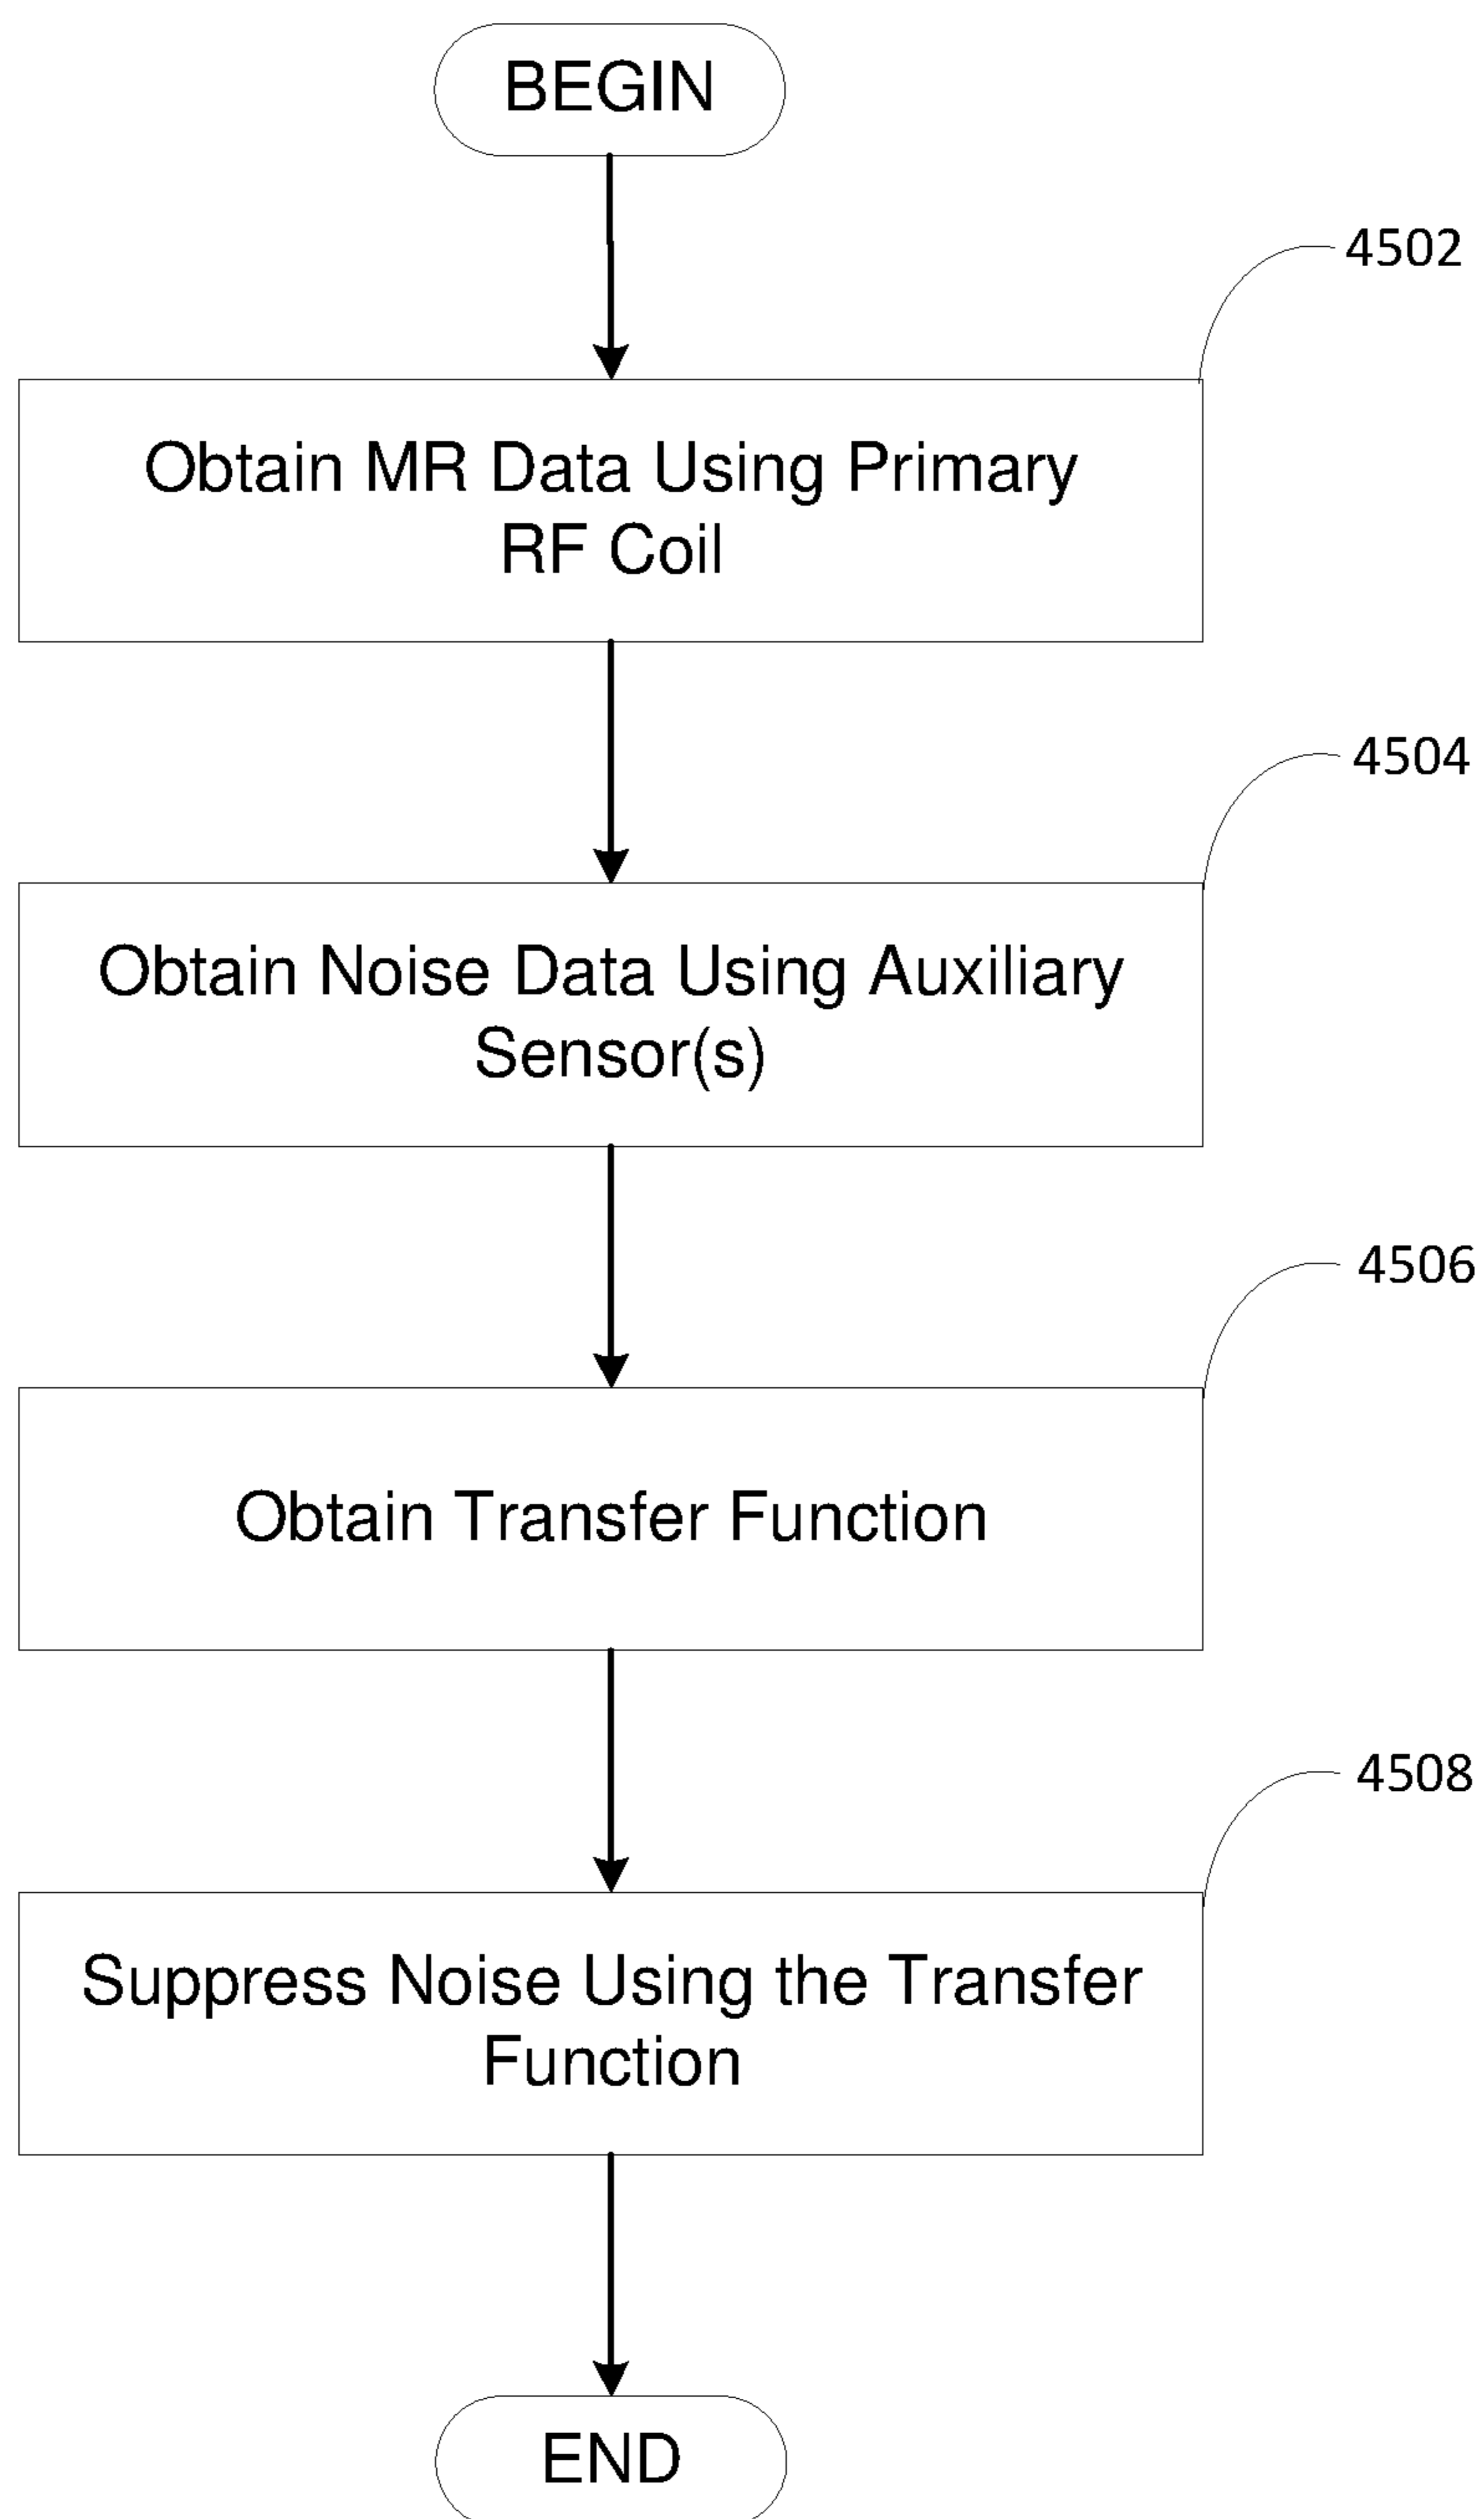 BEGIN
4502
Obtain MR Data Using Primary
RF Coil
4504
Obtain Noise Data Using Auxiliary
Sensor(s)
4506
Obtain Transfer Function
4508
Suppress Noise Using the Transfer
Function
END